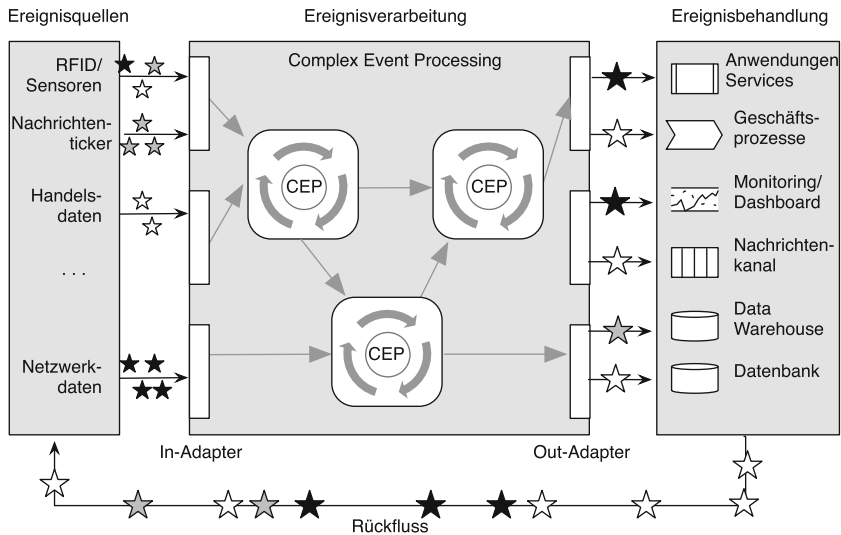 Ereignisquellen
Ereignisverarbeitung
Ereignisbehandlung
RFID/
Sensoren
Nachrichten-
ticker
Handels-
daten
. . .
Netzwerk-
daten
Complex Event Processing
CEP
CEP
CEP
Anwendungen
Services
Geschäfts-
prozesse
Monitoring/
Dashboard
Nachrichten-
kanal
Data
Warehouse
Datenbank
In-Adapter
Out-Adapter
Rückfluss